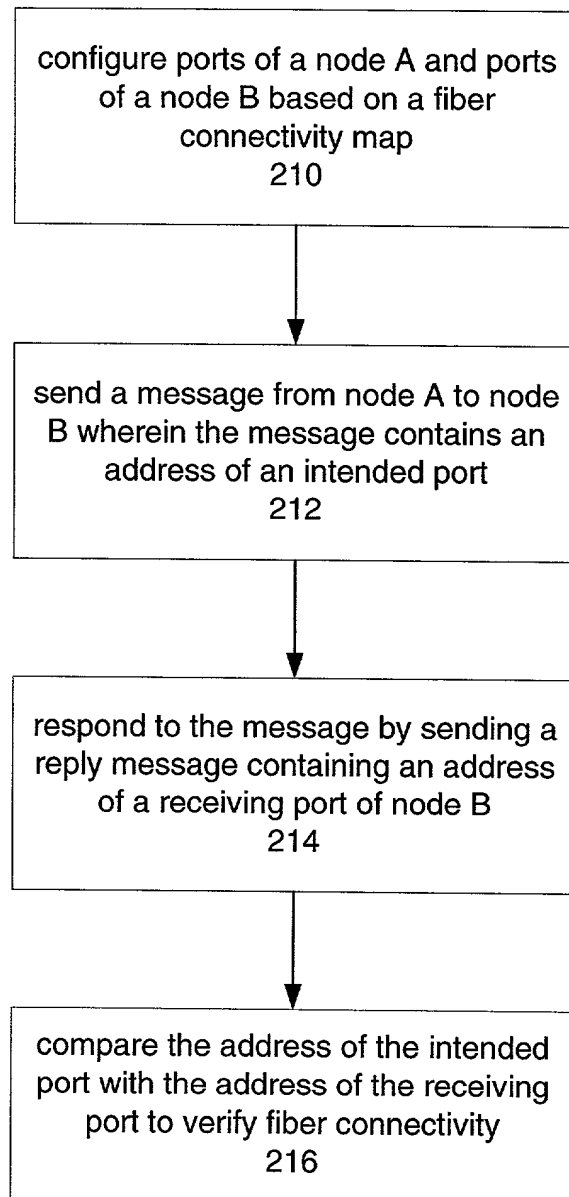 configure ports of a node A and ports
of a node B based on a fiber
connectivity map
210
send a message from node A to node
B wherein the message contains an
address of an intended port
212
respond to the message by sending a
reply message containing an address
of a receiving port of node B
214
compare the address of the intended
port with the address of the receiving
port to verify fiber connectivity
216